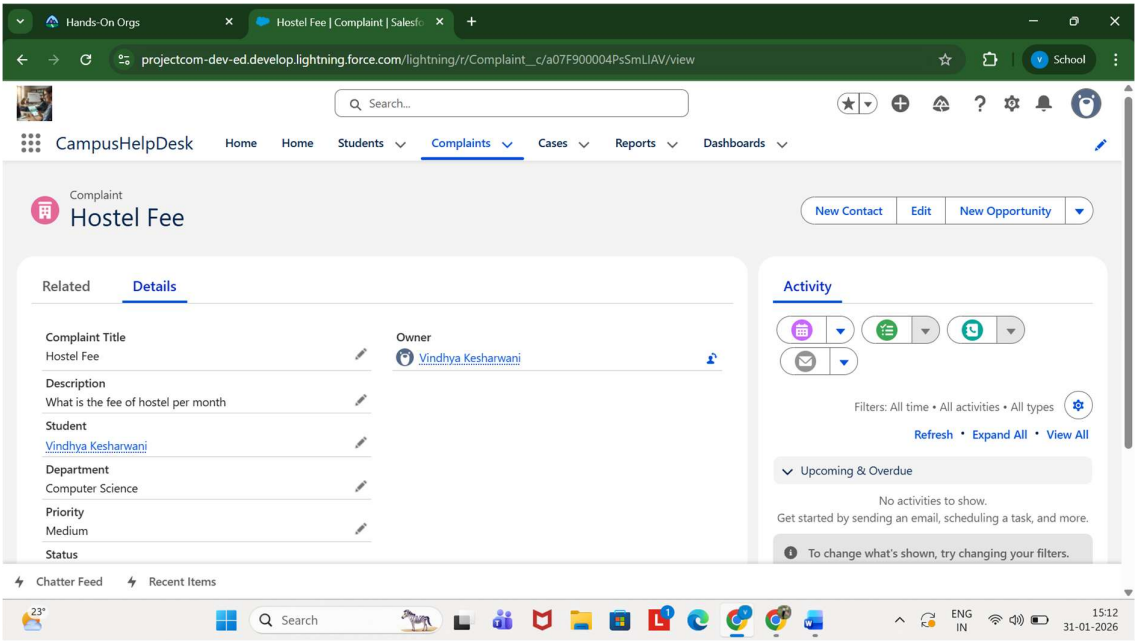 Hands-On Orgs
Hostel Fee | Complaint | Salesfo
projectcom-dev-ed.develop.lightning.force.com/lightning/r/Complaint__c/a07F900004PsSmLIAV/view
V School
Search...
CampusHelpDesk Home Home Students Complaints Cases Reports Dashboards
Complaint
Hostel Fee
New Contact Edit New Opportunity
Related Details
Complaint Title
Hostel Fee
Description
What is the fee of hostel per month
Student
Vindhya Kesharwani
Department
Computer Science
Priority
Medium
Status
Owner
Vindhya Kesharwani
Activity
Filters: All time • All activities • All types
Refresh • Expand All • View All
Upcoming & Overdue
No activities to show.
Get started by sending an email, scheduling a task, and more.
To change what's shown, try changing your filters.
Chatter Feed Recent Items
23°
Search
1
ENG
IN
15:12
31-01-2026